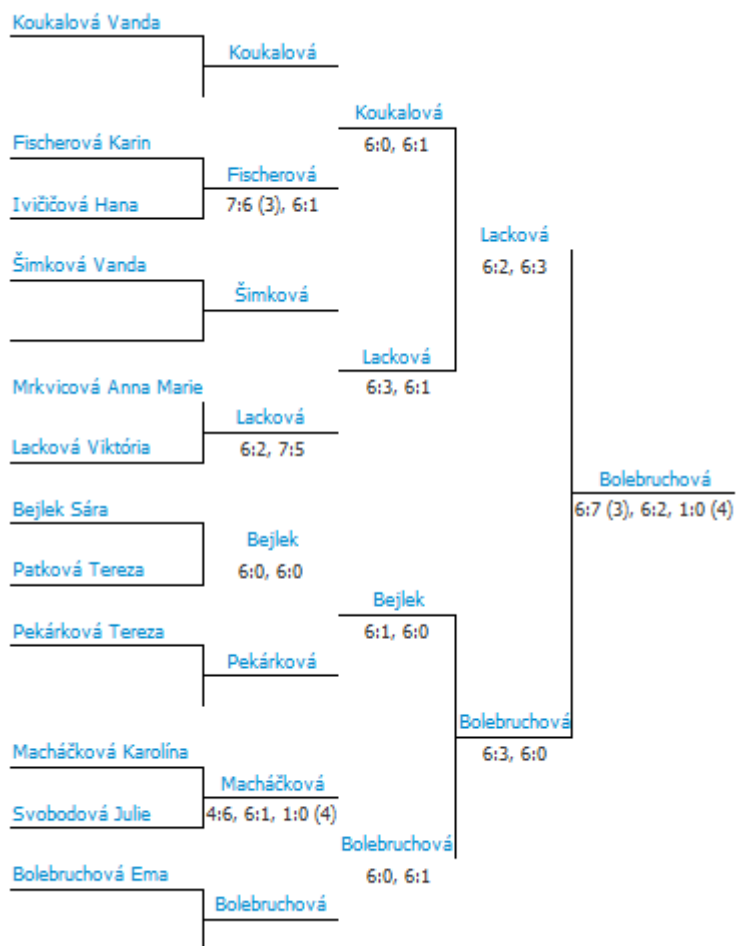 Koukalová Vanda
Koukalová
Koukalová
6:0, 6:1
Fischerová Karin
Fischerová
7:6 (3), 6:1
Ivičičová Hana
Lacková
6:2, 6:3
Šimková Vanda
Šimková
Lacková
6:3, 6:1
Mrkvicová Anna Marie
Lacková
6:2, 7:5
Lacková Viktória
Bolebruchová
6:7 (3), 6:2, 1:0 (4)
Bejlek Sára
Bejlek
6:0, 6:0
Patková Tereza
Bejlek
6:1, 6:0
Pekárková Tereza
Pekárková
Bolebruchová
6:3, 6:0
Macháčková Karolína
Macháčková
4:6, 6:1, 1:0 (4)
Svobodová Julie
Bolebruchová
6:0, 6:1
Bolebruchová Ema
Bolebruchová